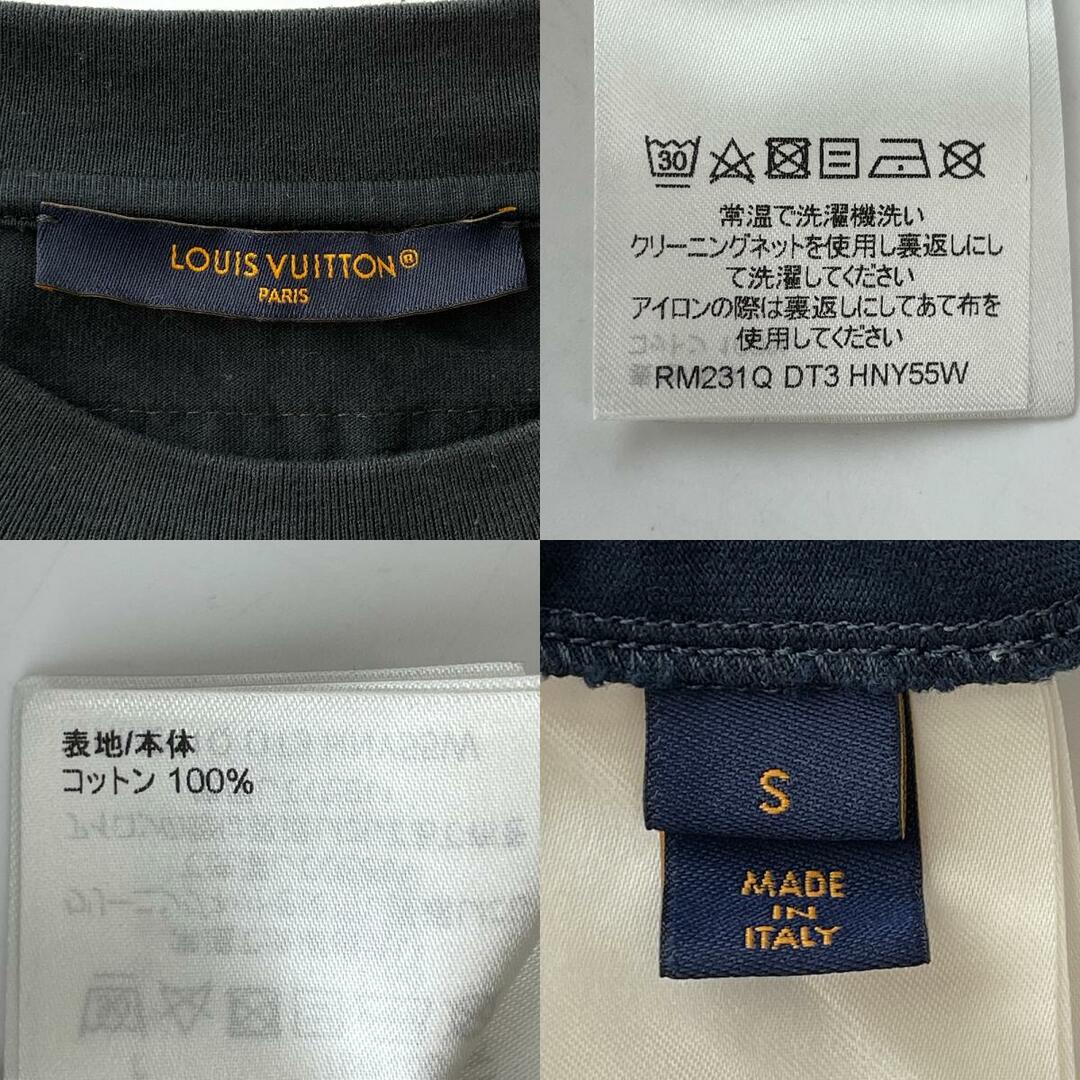 LOUIS VUITTON®
PARIS
30
常温で洗濯機洗い
クリーニングネットを使用し裏返しにし
て洗濯してください
アイロンの際は裏返しにしてあて布を
使用してください
RM231Q DT3 HNY55W
表地/本体
コットン 100%
S
MADE
IN
ITALY